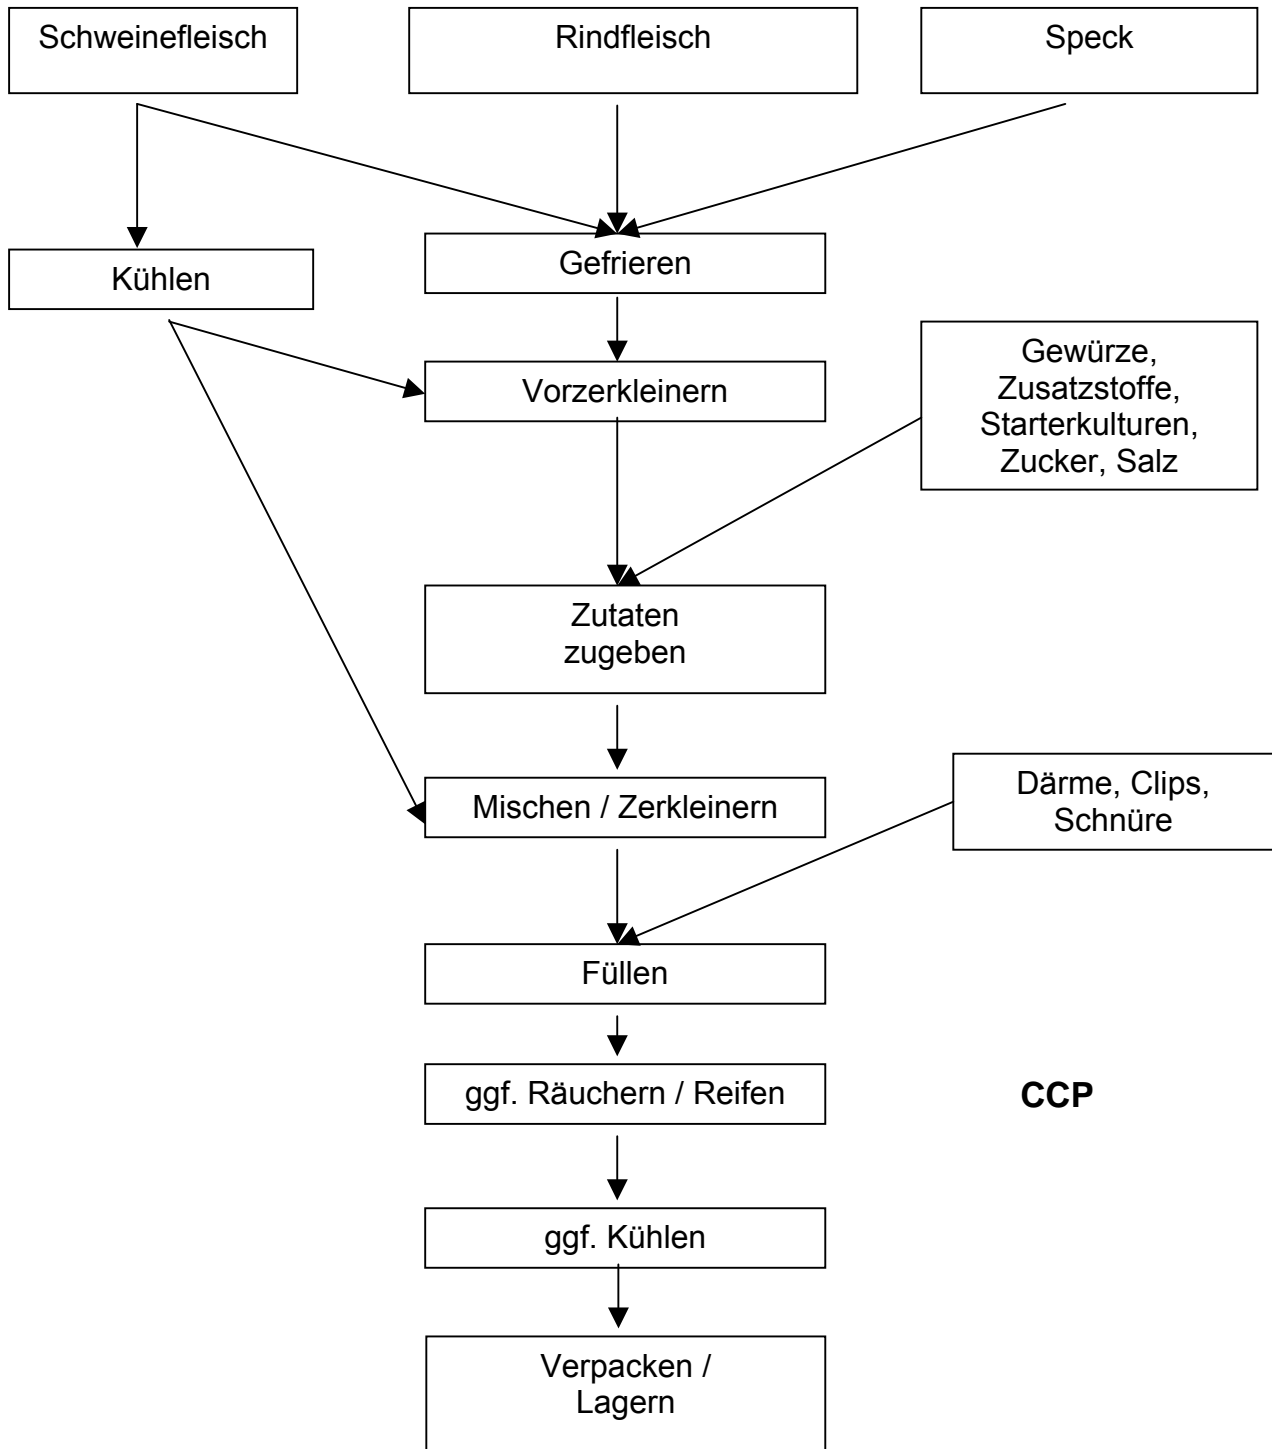 Schweinefleisch
Rindfleisch
Speck
Kühlen
Gefrieren
Vorzerkleinern
Gewürze,
Zusatzstoffe,
Starterkulturen,
Zucker, Salz
Zutaten
zugeben
Mischen / Zerkleinern
Därme, Clips,
Schnüre
Füllen
ggf. Räuchern / Reifen
CCP
ggf. Kühlen
Verpacken /
Lagern